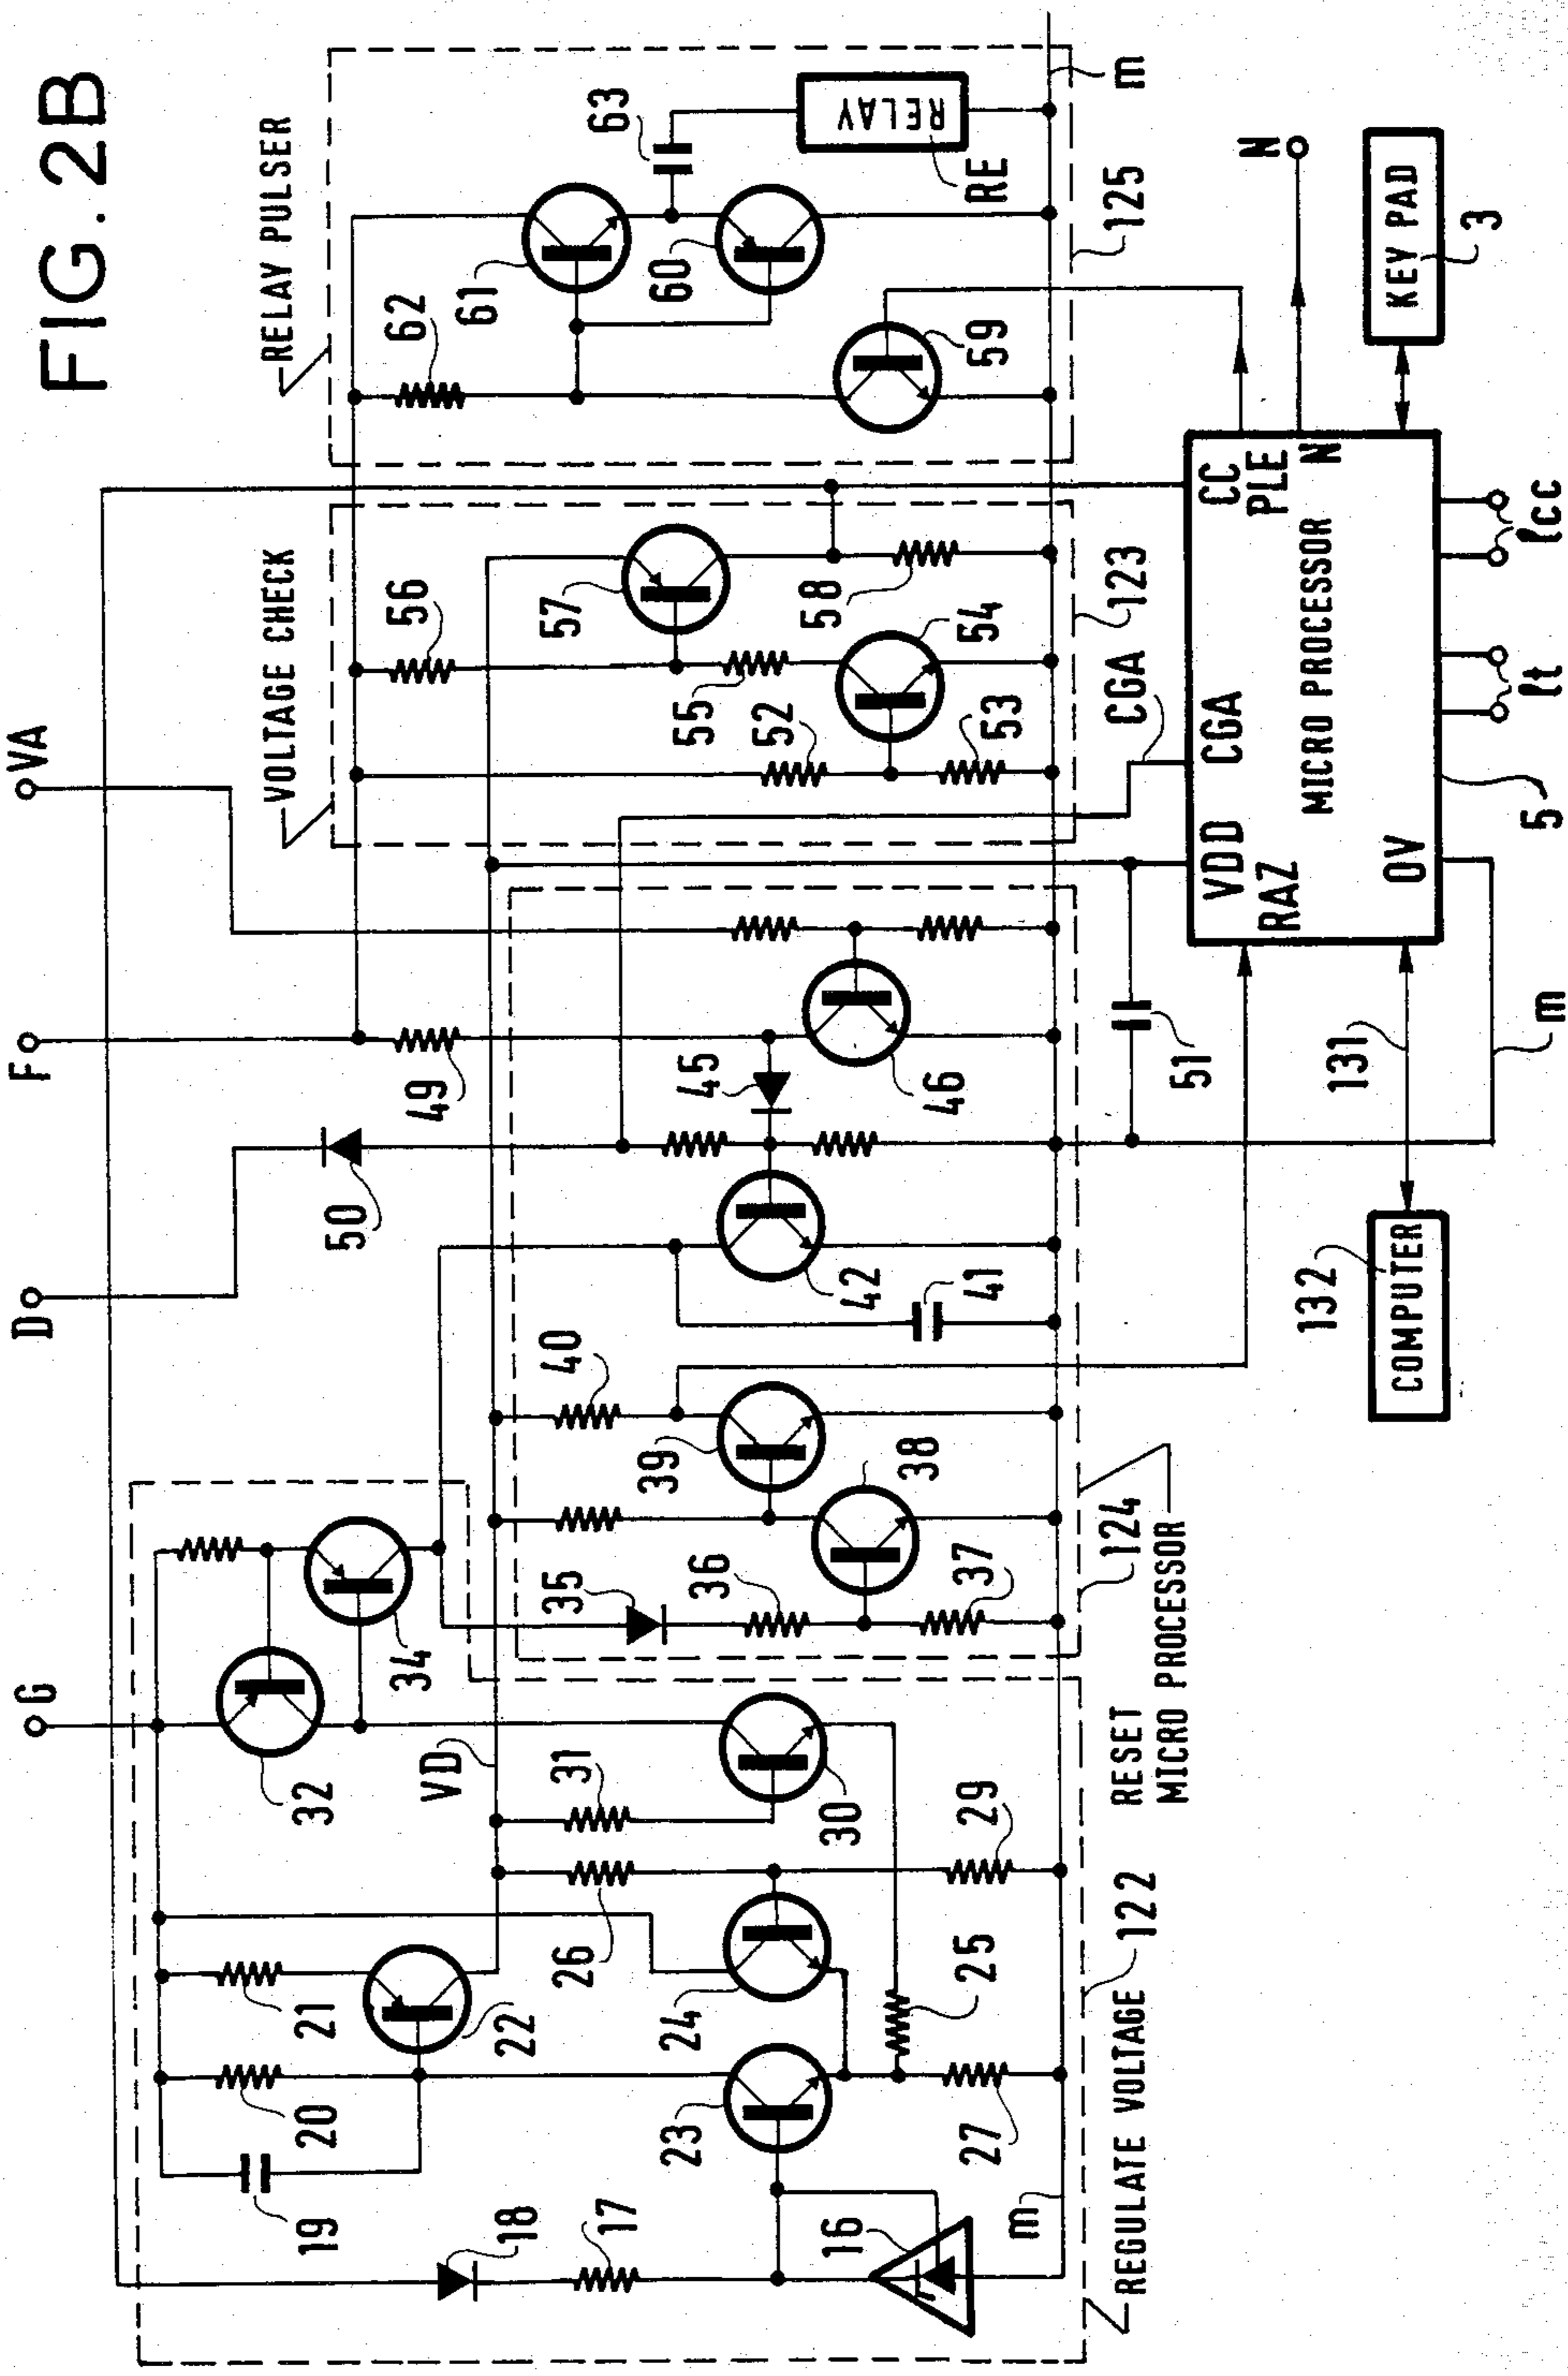 FIG. 2B
RELAY PULSER
VOLTAGE CHECK
G
D
F
VA
19
20
21
22
18
17
16
23
24
25
26
27
29
30
31
32
34
VD
m
35
36
37
38
39
40
41
42
45
46
49
50
51
52
53
54
55
56
57
58
59
60
61
62
63
RELAY
RE
m
REGULATE VOLTAGE
122
RESET
MICRO PROCESSOR
124
123
125
CGA
VDD
RAZ
CGA
CC
PLE
N
0V
MICRO PROCESSOR
N
KEY PAD
3
5
ℓt
ℓcc
m
131
132
COMPUTER